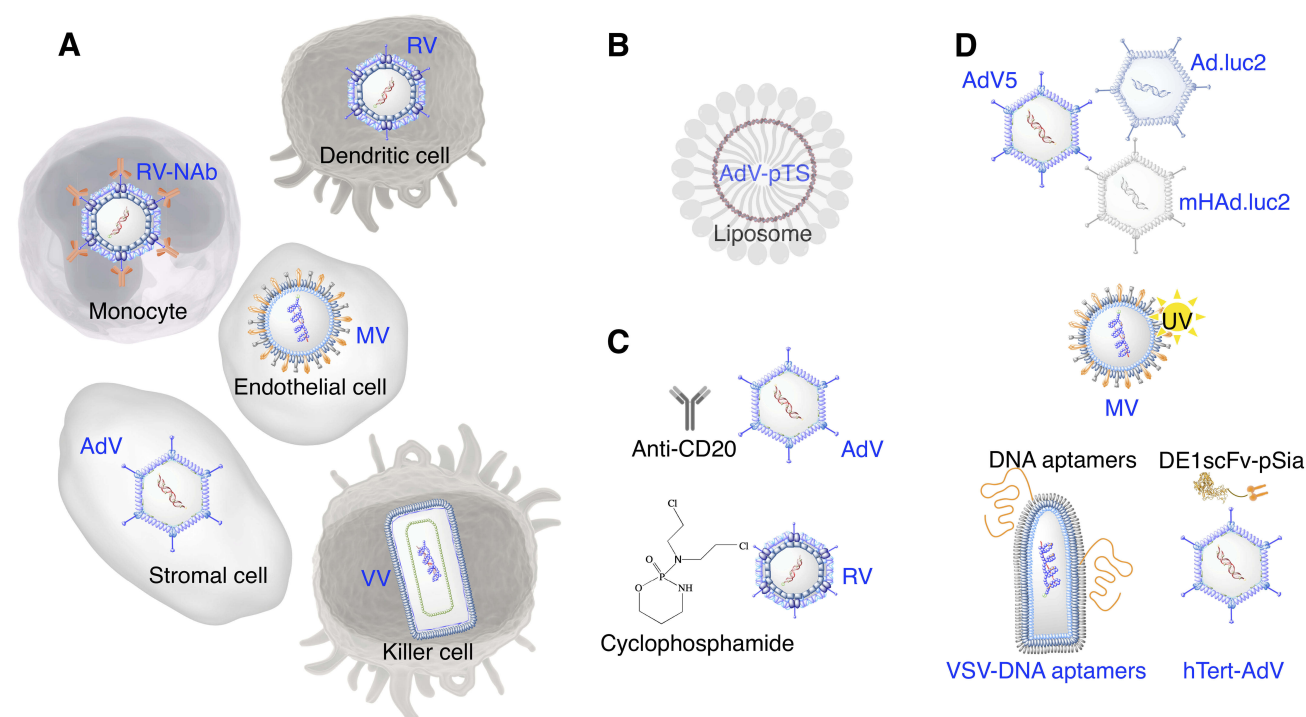 A
RV
Dendritic cell
RV-NAb
Monocyte
MV
Endothelial cell
AdV
Stromal cell
VV
Killer cell
B
AdV-pTS
Liposome
C
Anti-CD20
AdV
Cl
Cl
O
N
P
O
NH
RV
Cyclophosphamide
D
AdV5
Ad.luc2
mHAd.luc2
UV
MV
DNA aptamers
DE1scFv-pSia
VSV-DNA aptamers
hTert-AdV